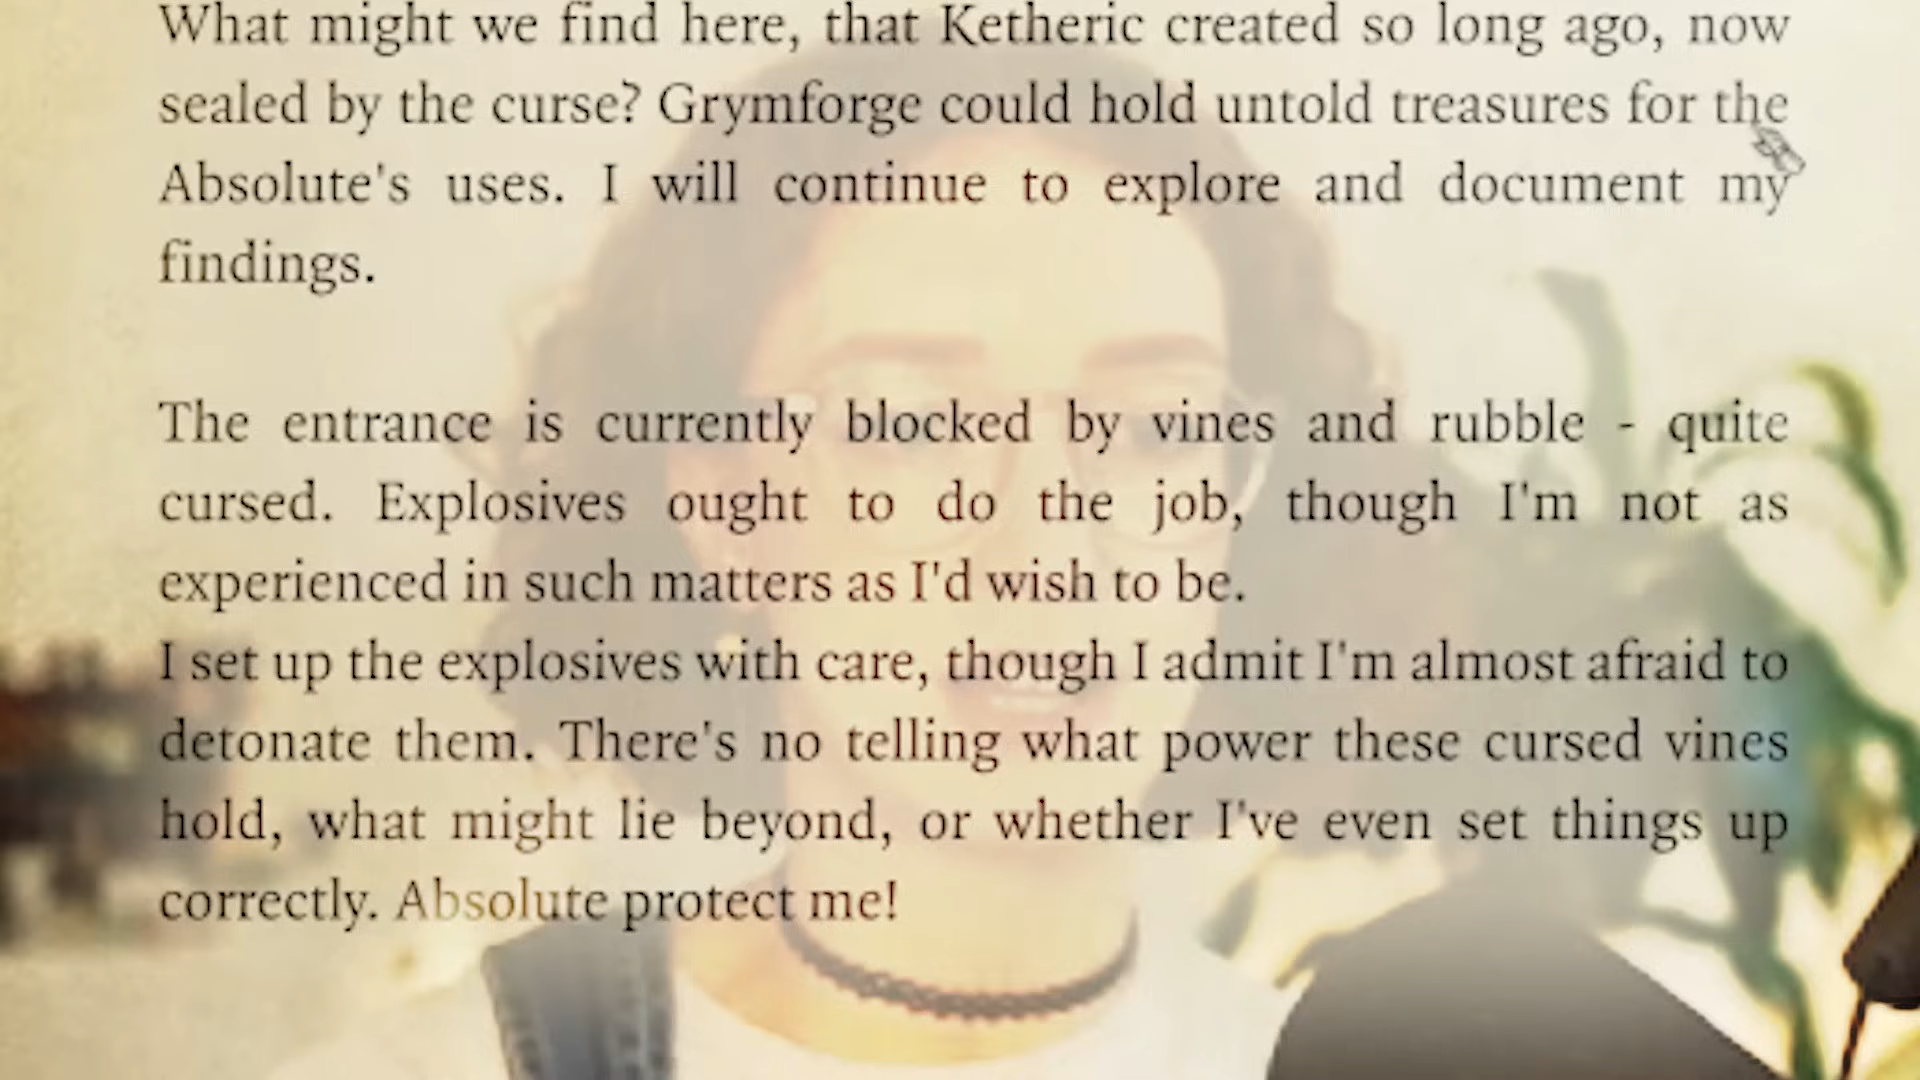 What might we find here, that Ketheric created so long ago, now
sealed by the curse? Grymforge could hold untold treasures for the
Absolute's uses. I will continue to explore and document my
findings.
The entrance is currently blocked by vines and rubble - quite
cursed. Explosives ought to do the job, though I'm not as
experienced in such matters as I'd wish to be.
I set up the explosives with care, though I admit I'm almost afraid to
detonate them. There's no telling what power these cursed vines
hold, what might lie beyond, or whether I've even set things up
correctly. Absolute protect me!